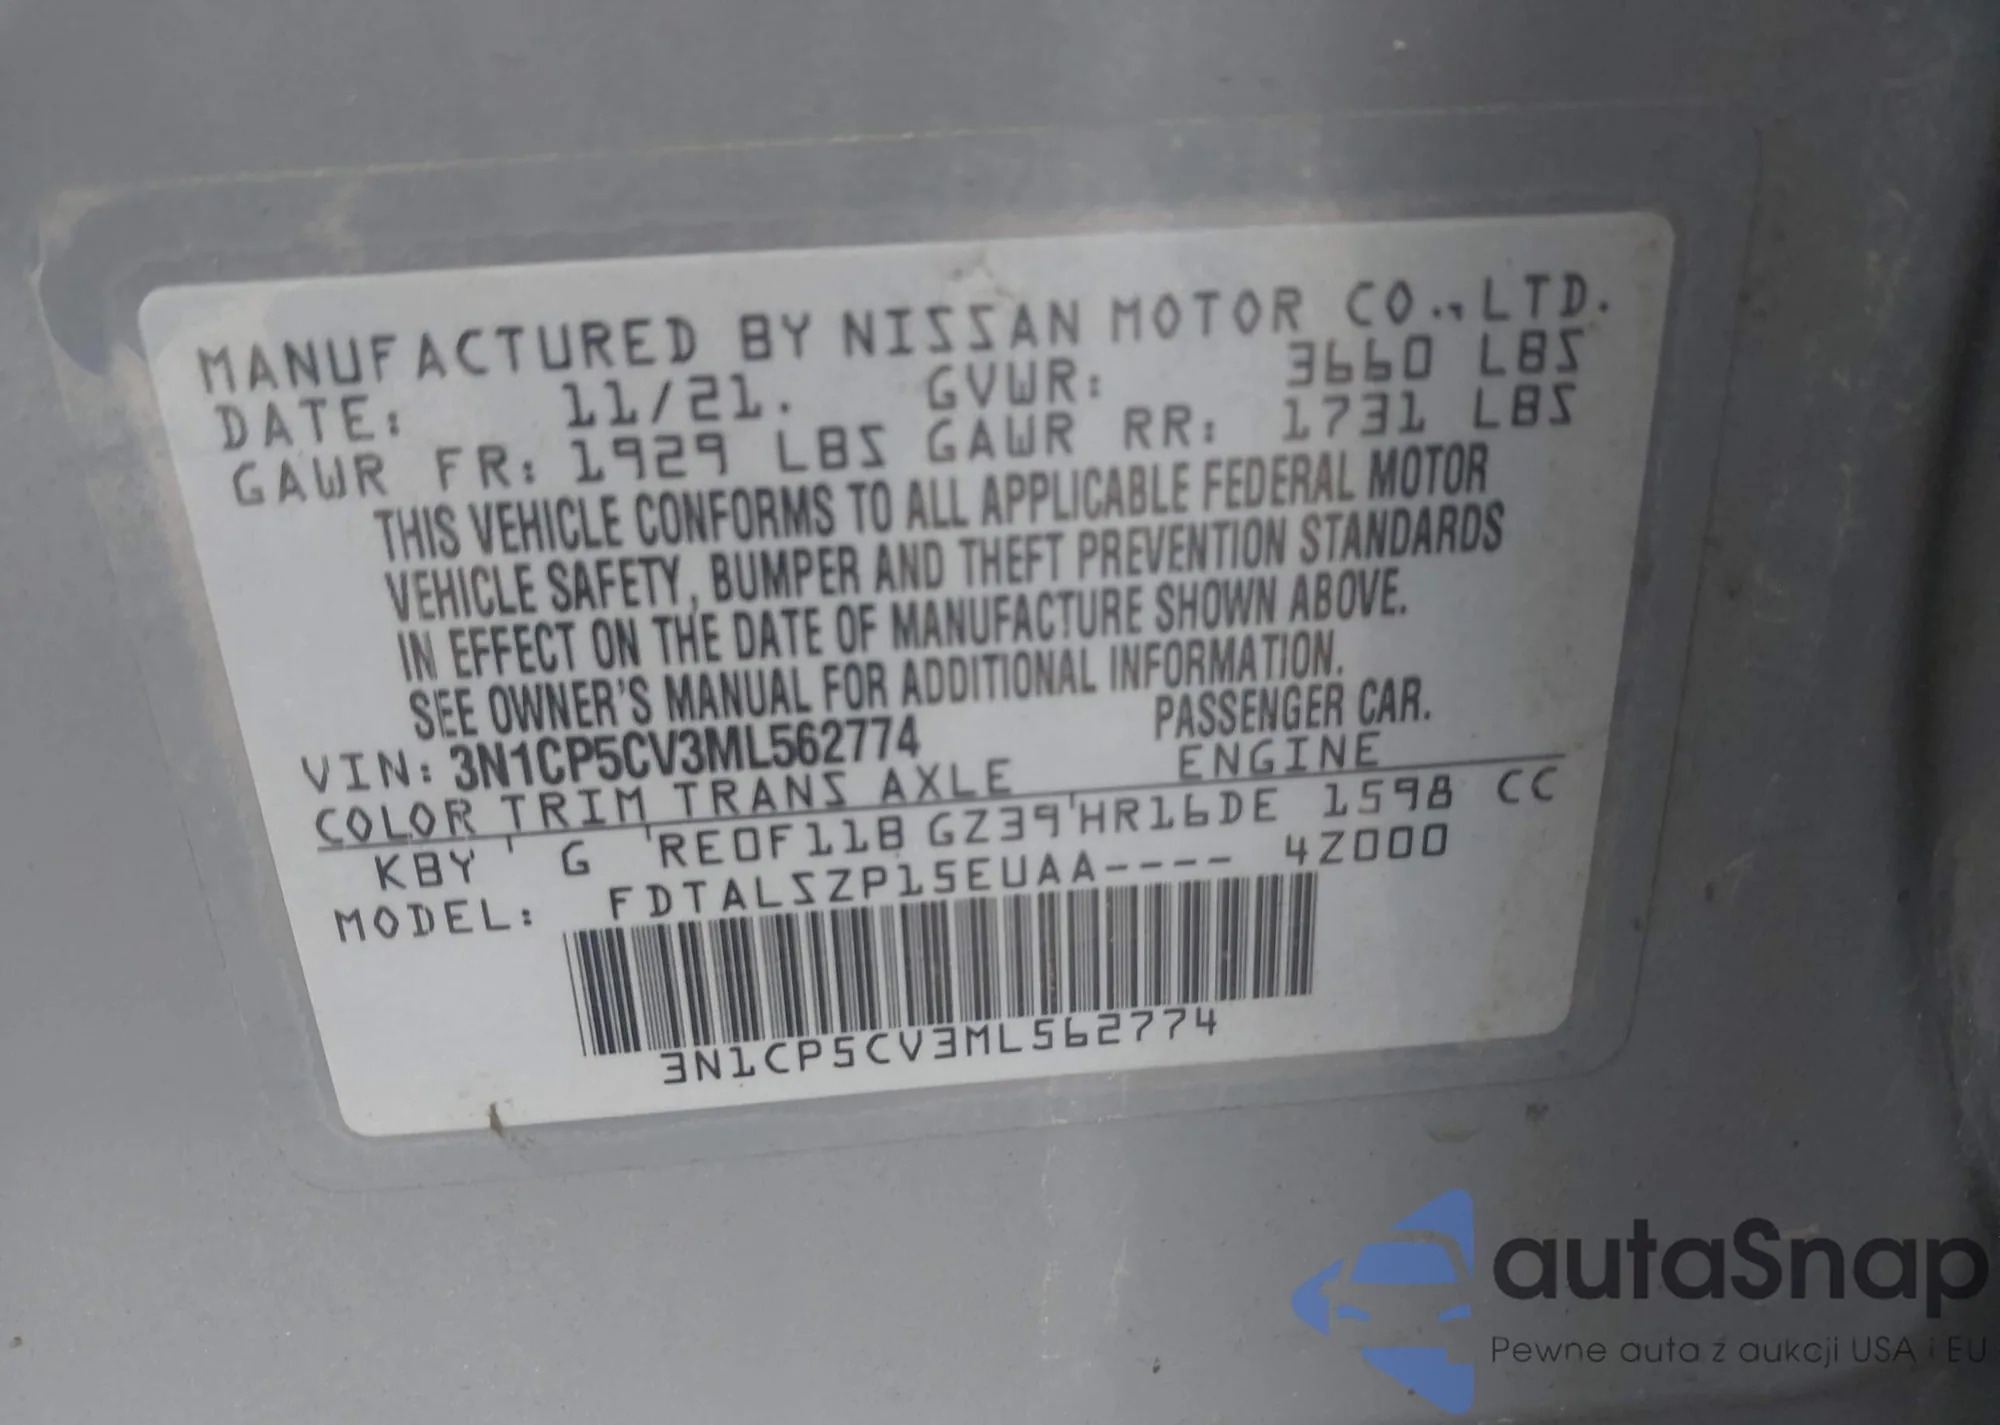 MANUFACTURED BY NISSAN MOTOR CO., LTD.
DATE: 11/21. GVWR: 3660 LBS
GAWR FR: 1929 LBS GAWR RR: 1731 LBS
THIS VEHICLE CONFORMS TO ALL APPLICABLE FEDERAL MOTOR
VEHICLE SAFETY, BUMPER AND THEFT PREVENTION STANDARDS
IN EFFECT ON THE DATE OF MANUFACTURE SHOWN ABOVE.
SEE OWNER'S MANUAL FOR ADDITIONAL INFORMATION.
VIN: 3N1CP5CV3ML562774 PASSENGER CAR.
COLOR TRIM TRANS AXLE ENGINE
KBY ' G 'RE0F11B GZ39'HR16DE 1598 CC
MODEL: FDTALSZP15EUAA---- 4Z000
3N1CP5CV3ML562774
autaSnap
Pewne auta z aukcji USA i EU